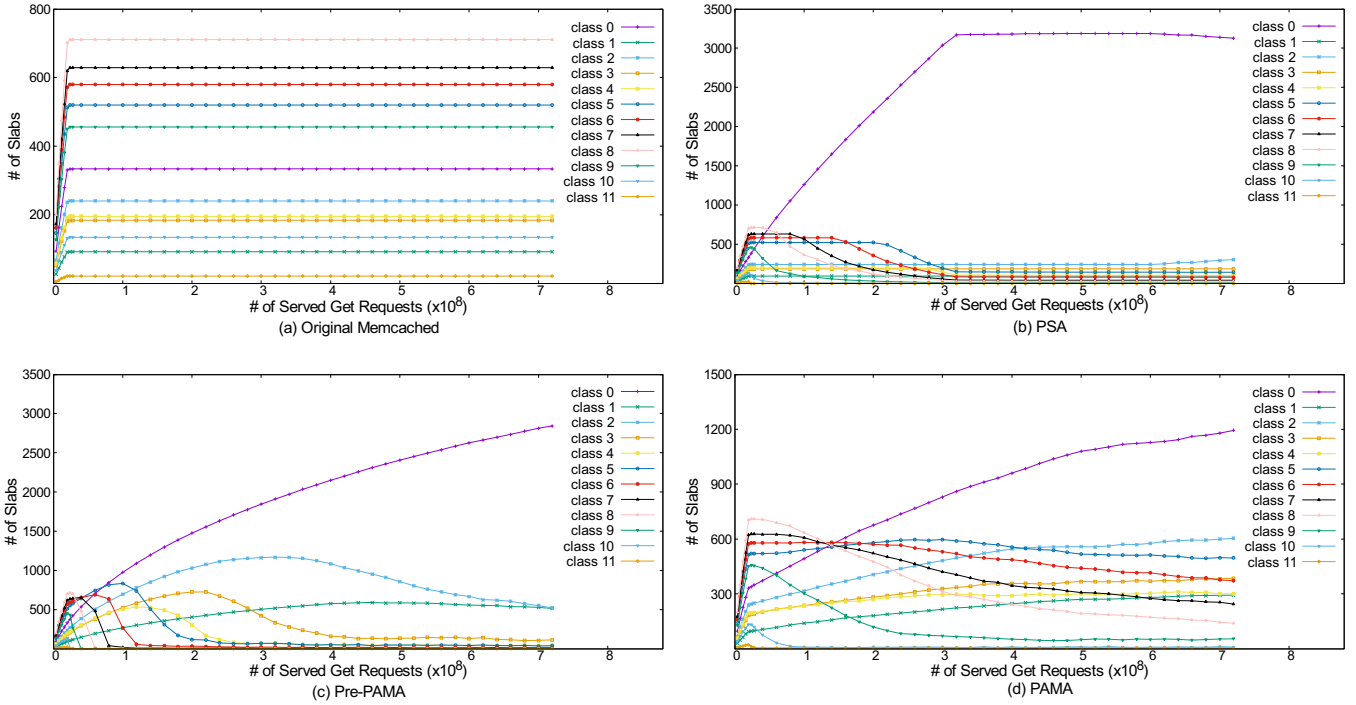 800
600
400
200
0 1 2 3 4 5 6 7 8
# of Slabs
# of Served Get Requests (x10^8)
class 0
class 1
class 2
class 3
class 4
class 5
class 6
class 7
class 8
class 9
class 10
class 11
(a) Original Memcached
3500
3000
2500
2000
1500
1000
500
0 1 2 3 4 5 6 7 8
# of Slabs
# of Served Get Requests (x10^8)
class 0
class 1
class 2
class 3
class 4
class 5
class 6
class 7
class 8
class 9
class 10
class 11
(b) PSA
3500
3000
2500
2000
1500
1000
500
0 1 2 3 4 5 6 7 8
# of Slabs
# of Served Get Requests (x10^8)
class 0
class 1
class 2
class 3
class 4
class 5
class 6
class 7
class 8
class 9
class 10
class 11
(c) Pre-PAMA
1500
1200
900
600
300
0 1 2 3 4 5 6 7 8
# of Slabs
# of Served Get Requests (x10^8)
class 0
class 1
class 2
class 3
class 4
class 5
class 6
class 7
class 8
class 9
class 10
class 11
(d) PAMA